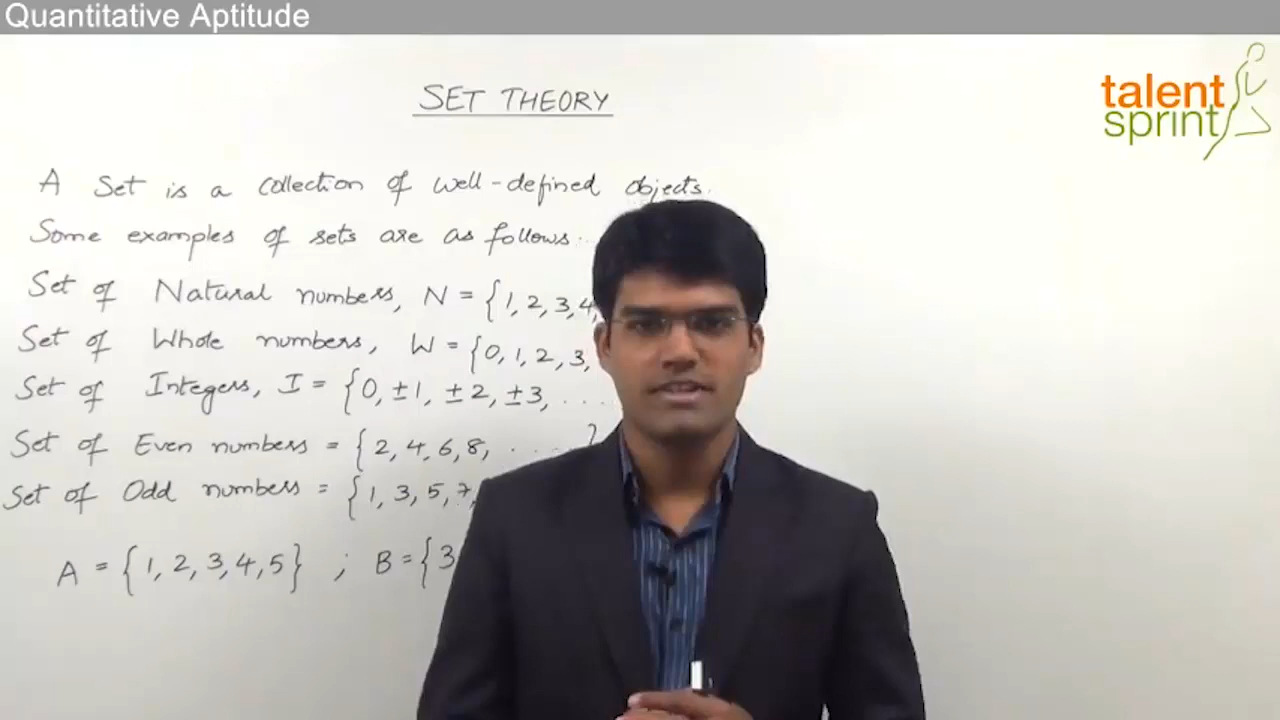 Quantitative Aptitude
talent
sprint
SET THEORY
A Set is a collection of well-defined objects.
Some examples of sets are as follows...
Set of Natural numbers, N = {1, 2, 3, 4,
Set of Whole numbers, W = {0, 1, 2, 3,
Set of Integers, I = {0, ±1, ±2, ±3, ....
Set of Even numbers = {2, 4, 6, 8, .....}
Set of Odd numbers = {1, 3, 5, 7,
A = {1, 2, 3, 4, 5} ; B = {3